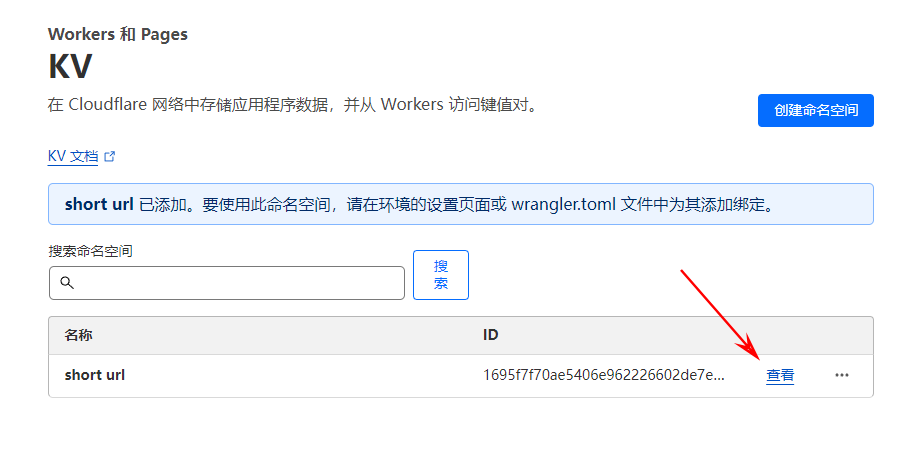 Workers 和 Pages
KV
在 Cloudflare 网络中存储应用程序数据，并从 Workers 访问键值对。
创建命名空间
KV 文档
short url 已添加。要使用此命名空间，请在环境的设置页面或 wrangler.toml 文件中为其添加绑定。
搜索命名空间
搜
索
名称 ID
short url 1695f7f70ae5406e962226602de7e... 查看 ···